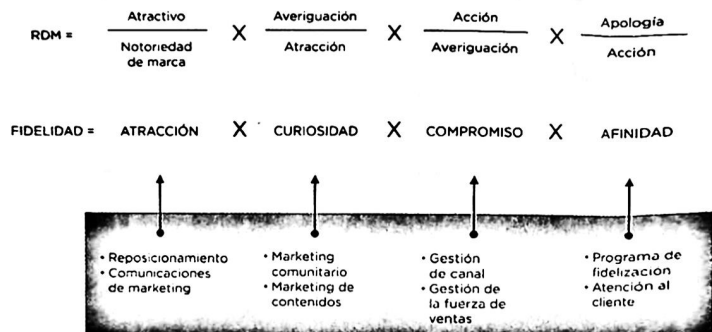 RDM = Atractivo / Notoriedad de marca X Averiguación / Atracción X Acción / Averiguación X Apología / Acción
FIDELIDAD = ATRACCIÓN X CURIOSIDAD X COMPROMISO X AFINIDAD
• Reposicionamiento
• Comunicaciones
de marketing
• Marketing
comunitario
• Marketing de
contenidos
• Gestión
de canal
• Gestión de
la fuerza de
ventas
• Programa de
fidelización
• Atención al
cliente